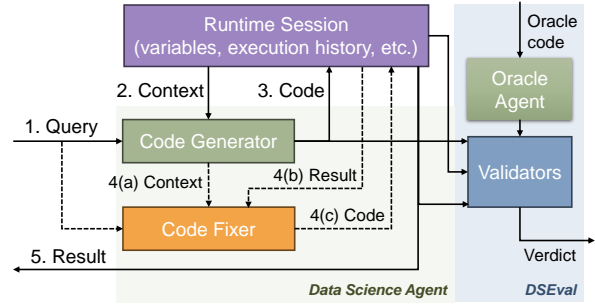 Runtime Session
(variables, execution history, etc.)
Oracle
code
2. Context
3. Code
Oracle
Agent
1. Query
Code Generator
Validators
4(a) Context
4(b) Result
Code Fixer
4(c) Code
5. Result
Verdict
Data Science Agent
DSEval